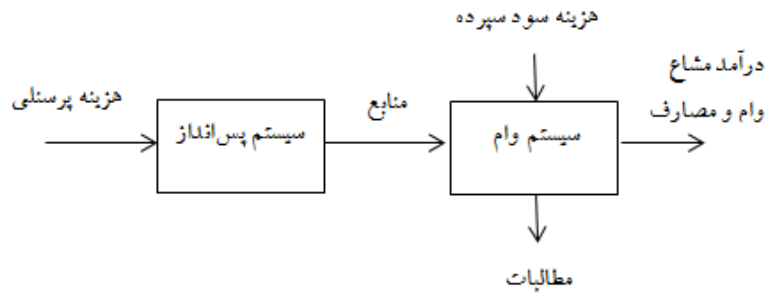 هزینه سود سپرده
درآمد مشاع
وام و مصارف
منابع
هزینه پرسنلی
سیستم وام
سیستم پس‌انداز
مطالبات